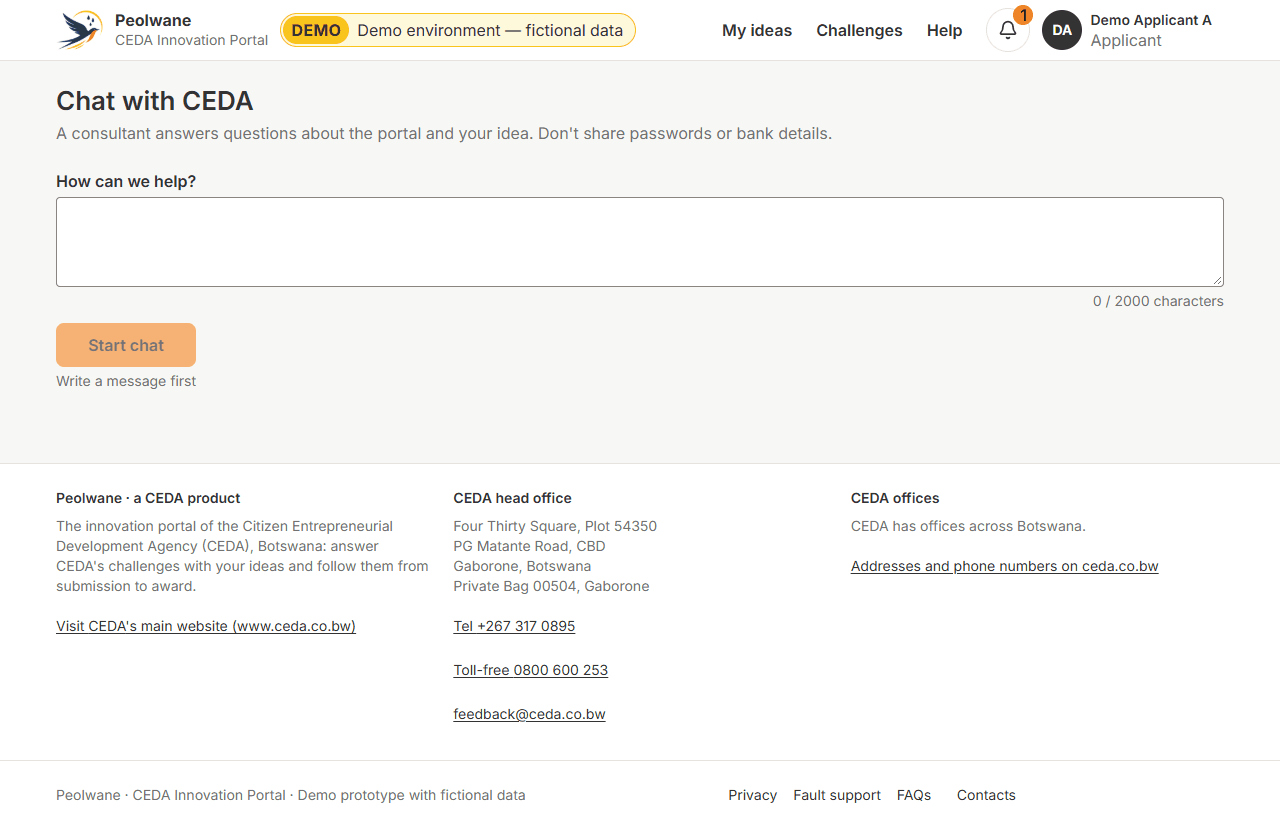 Peolwane
CEDA Innovation Portal
DEMO Demo environment — fictional data
My ideas
Challenges
Help
1
DA
Demo Applicant A
Applicant
Chat with CEDA
A consultant answers questions about the portal and your idea. Don't share passwords or bank details.
How can we help?
0 / 2000 characters
Start chat
Write a message first
Peolwane · a CEDA product
The innovation portal of the Citizen Entrepreneurial
Development Agency (CEDA), Botswana: answer
CEDA's challenges with your ideas and follow them from
submission to award.
Visit CEDA's main website (www.ceda.co.bw)
CEDA head office
Four Thirty Square, Plot 54350
PG Matante Road, CBD
Gaborone, Botswana
Private Bag 00504, Gaborone
Tel +267 317 0895
Toll-free 0800 600 253
feedback@ceda.co.bw
CEDA offices
CEDA has offices across Botswana.
Addresses and phone numbers on ceda.co.bw
Peolwane · CEDA Innovation Portal · Demo prototype with fictional data
Privacy
Fault support
FAQs
Contacts